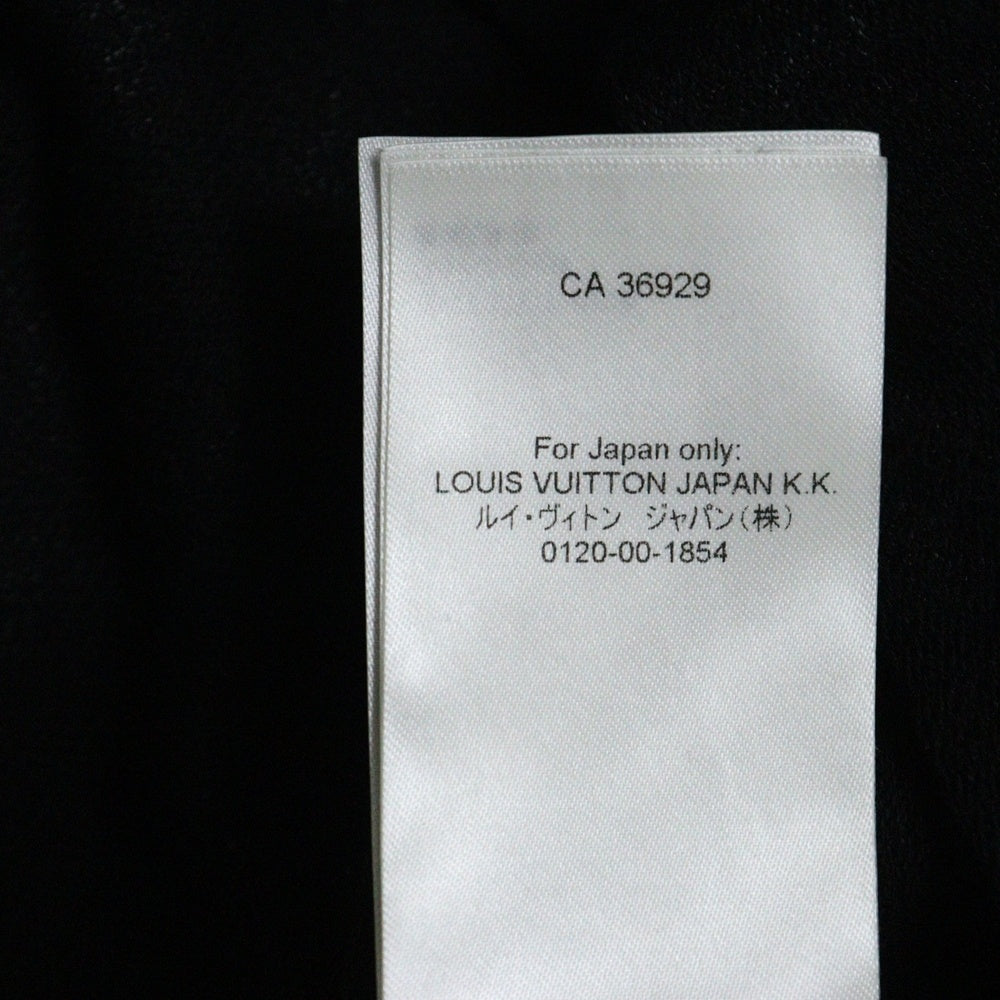 CA 36929
For Japan only:
LOUIS VUITTON JAPAN K.K.
ルイ・ヴィトン　ジャパン(株)
0120-00-1854